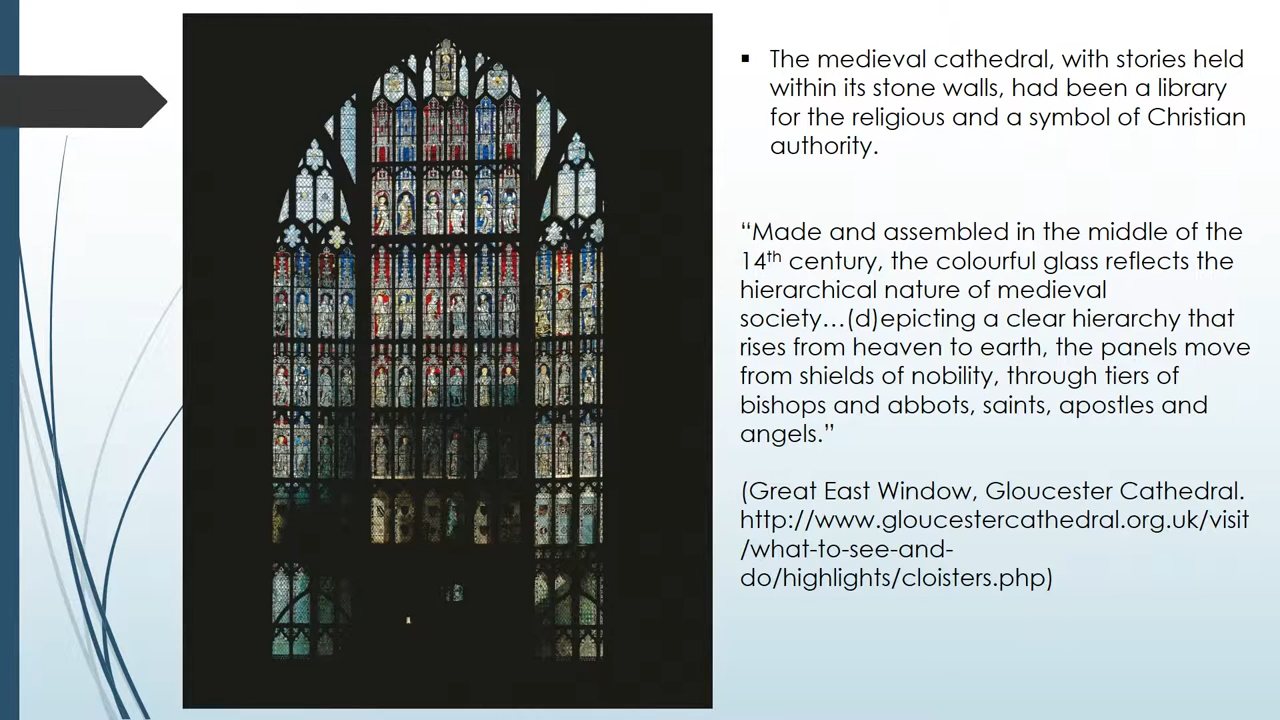 The medieval cathedral, with stories held
within its stone walls, had been a library
for the religious and a symbol of Christian
authority.
“Made and assembled in the middle of the
14th century, the colourful glass reflects the
hierarchical nature of medieval
society…(d)epicting a clear hierarchy that
rises from heaven to earth, the panels move
from shields of nobility, through tiers of
bishops and abbots, saints, apostles and
angels.”
(Great East Window, Gloucester Cathedral.
http://www.gloucestercathedral.org.uk/visit
/what-to-see-and-
do/highlights/cloisters.php)